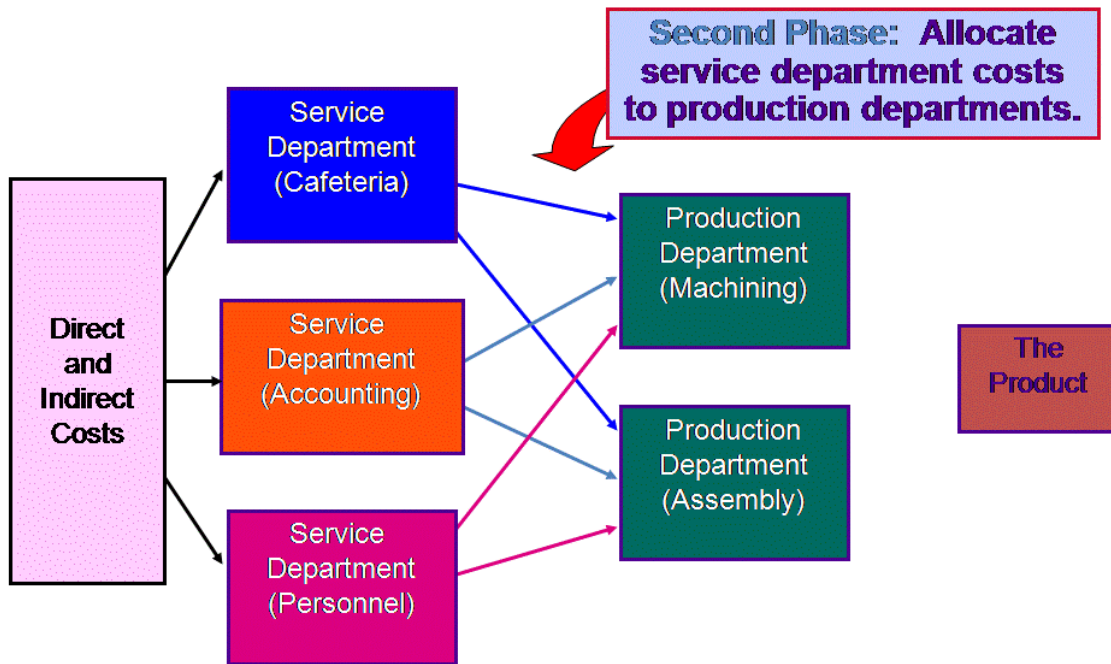 Second Phase: Allocate
service department costs
to production departments.
Service
Department
(Cafeteria)
Production
Department
(Machining)
Direct
and
Indirect
Costs
Service
Department
(Accounting)
The
Product
Production
Department
(Assembly)
Service
Department
(Personnel)